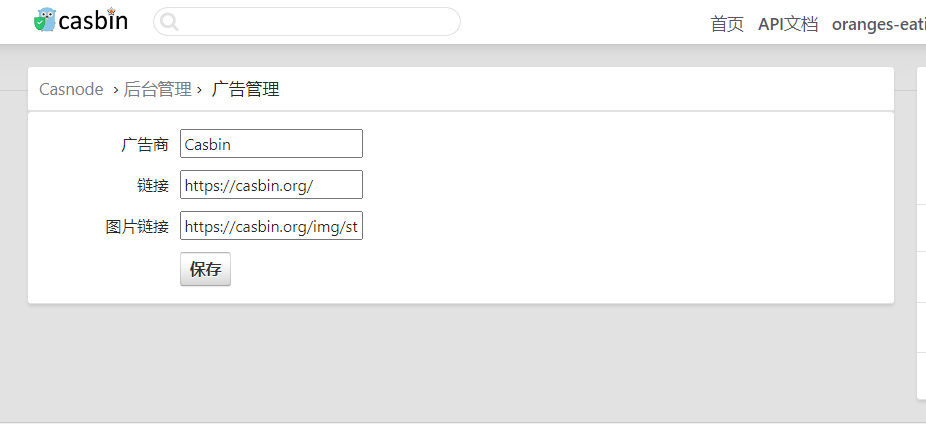 casbin
首页 API文档 oranges-eati
Casnode › 后台管理 › 广告管理
广告商 Casbin
链接 https://casbin.org/
图片链接 https://casbin.org/img/st
保存